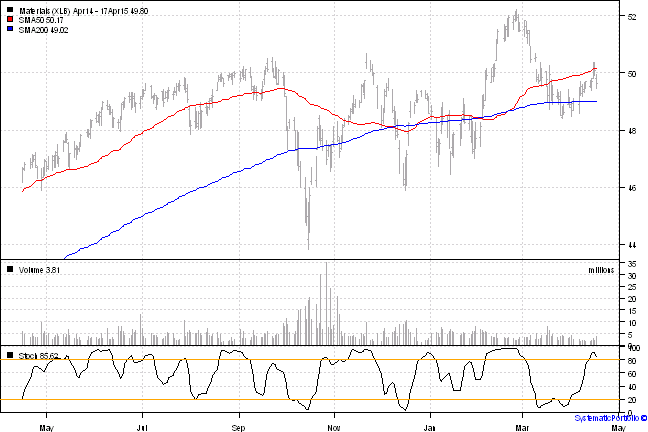 Materials (XLB) Apr14 - 17Apr15 49.60
SMA50 50.17
SMA200 49.02
52
50
48
46
44
Volume 3.81
millions
35
30
25
20
15
10
5
0
Stoch 85.62
100
80
60
40
20
0
May Jul Sep Nov Jan Mar May
SystematicPortfolio ©